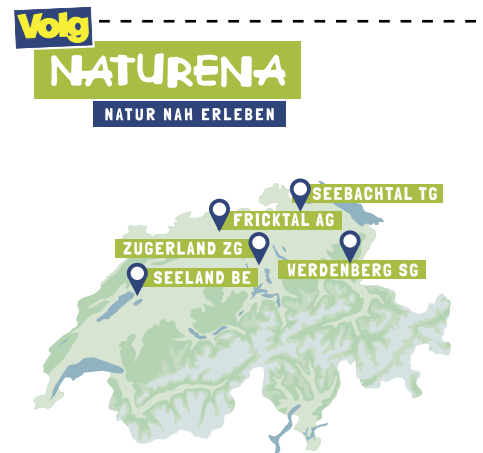 Volg
NATURENA
NATUR NAH ERLEBEN
SEEBACHTAL TG
FRICKTAL AG
ZUGERLAND ZG
WERDENBERG SG
SEELAND BE